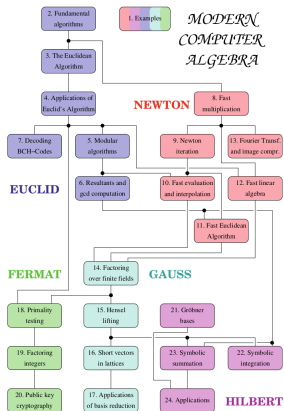 2. Fundamental
algorithms
1. Examples
MODERN
COMPUTER
ALGEBRA
3. The Euclidean
Algorithm
4. Applications of
Euclid's Algorithm
NEWTON
8. Fast
multiplication
7. Decoding
BCH–Codes
5. Modular
algorithms
9. Newton
iteration
13. Fourier Transf.
and image compr.
EUCLID
6. Resultants and
gcd computation
10. Fast evaluation
and interpolation
12. Fast linear
algebra
11. Fast Euclidean
Algorithm
FERMAT
14. Factoring
over finite fields
GAUSS
18. Primality
testing
15. Hensel
lifting
21. Gröbner
bases
19. Factoring
integers
16. Short vectors
in lattices
23. Symbolic
summation
22. Symbolic
integration
20. Public key
cryptography
17. Applications
of basis reduction
24. Applications
HILBERT